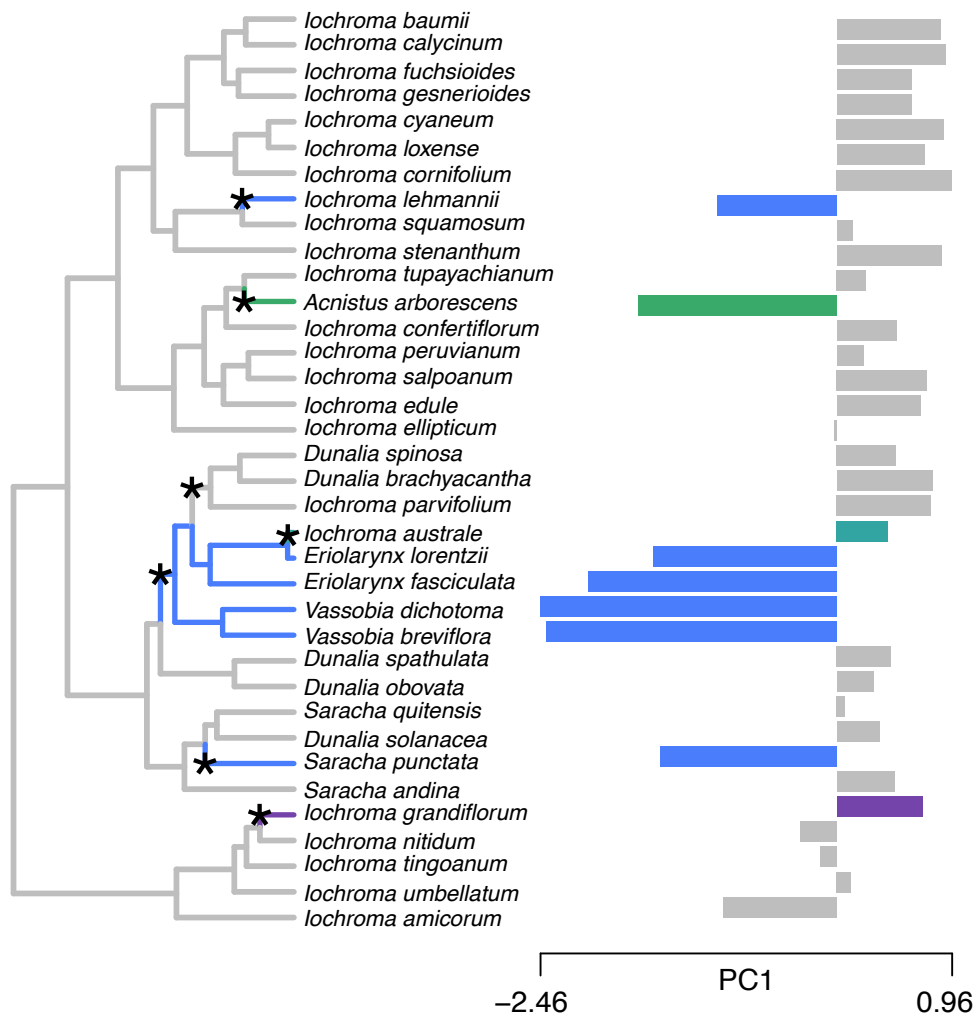 Iochroma baumii
Iochroma calycinum
Iochroma fuchsioides
Iochroma gesnerioides
Iochroma cyaneum
Iochroma loxense
Iochroma cornifolium
Iochroma lehmannii
Iochroma squamosum
Iochroma stenanthum
Iochroma tupayachianum
Acnistus arborescens
Iochroma confertiflorum
Iochroma peruvianum
Iochroma salpoanum
Iochroma edule
Iochroma ellipticum
Dunalia spinosa
Dunalia brachyacantha
Iochroma parvifolium
Iochroma australe
Eriolarynx lorentzii
Eriolarynx fasciculata
Vassobia dichotoma
Vassobia breviflora
Dunalia spathulata
Dunalia obovata
Saracha quitensis
Dunalia solanacea
Saracha punctata
Saracha andina
Iochroma grandiflorum
Iochroma nitidum
Iochroma tingoanum
Iochroma umbellatum
Iochroma amicorum
PC1
−2.46 0.96